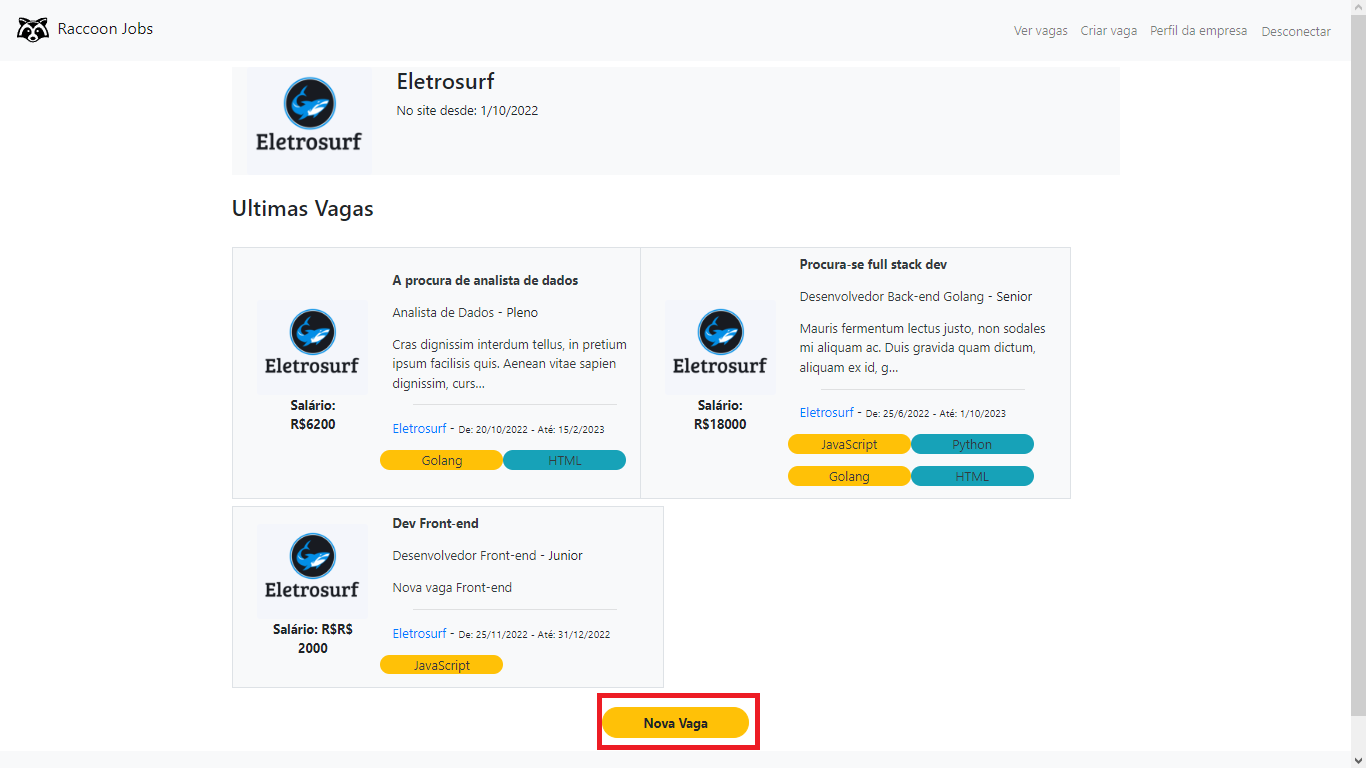 Raccoon Jobs
Ver vagas Criar vaga Perfil da empresa Desconectar
Eletrosurf
Eletrosurf
No site desde: 1/10/2022
Ultimas Vagas
Eletrosurf
Salário:
R$6200
A procura de analista de dados
Analista de Dados - Pleno
Cras dignissim interdum tellus, in pretium
ipsum facilisis quis. Aenean vitae sapien
dignissim, curs...
Eletrosurf - De: 20/10/2022 - Até: 15/2/2023
Golang HTML
Eletrosurf
Salário:
R$18000
Procura-se full stack dev
Desenvolvedor Back-end Golang - Senior
Mauris fermentum lectus justo, non sodales
mi aliquam ac. Duis gravida quam dictum,
aliquam ex id, g...
Eletrosurf - De: 25/6/2022 - Até: 1/10/2023
JavaScript Python
Golang HTML
Eletrosurf
Salário: R$R$
2000
Dev Front-end
Desenvolvedor Front-end - Junior
Nova vaga Front-end
Eletrosurf - De: 25/11/2022 - Até: 31/12/2022
JavaScript
Nova Vaga